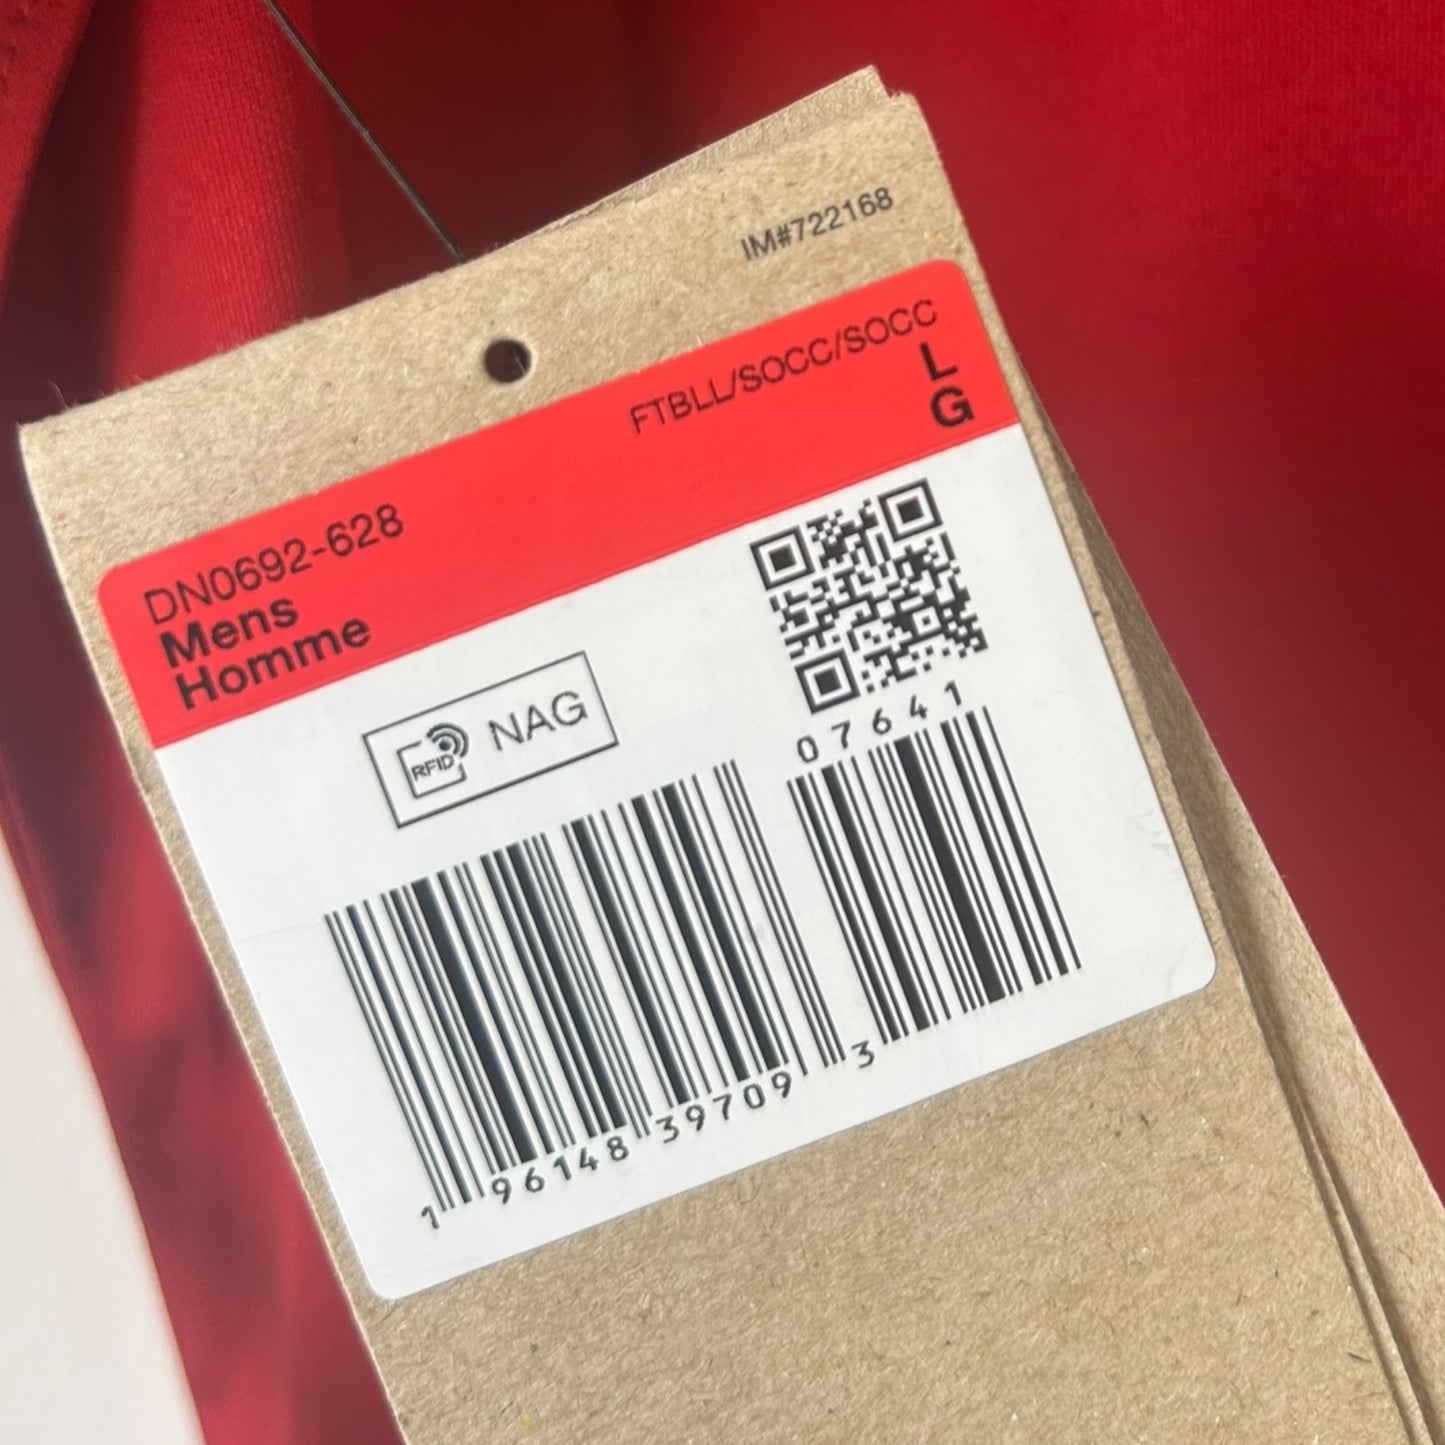 IM#722168
FTBLL/SOCC/SOCC
L
G
DN0692-628
Mens
Homme
RFID NAG
07641
1 96148 39709 3